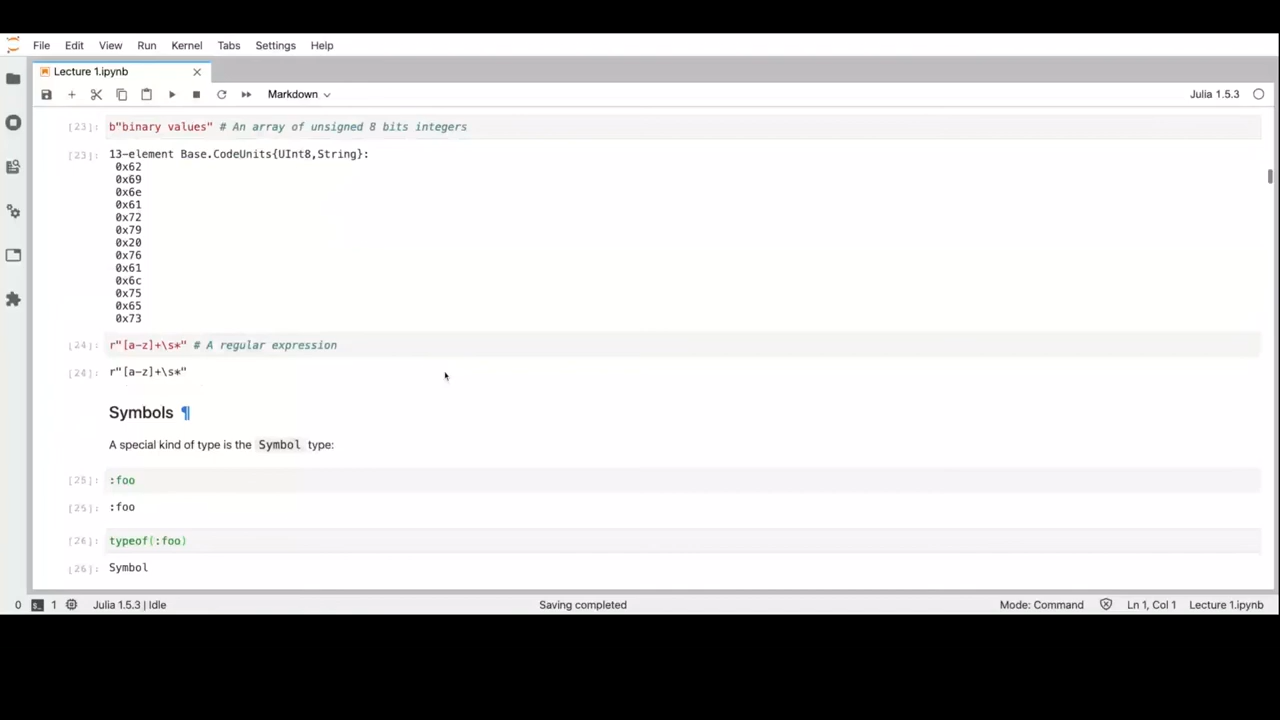 File Edit View Run Kernel Tabs Settings Help
Lecture 1.ipynb
Markdown
Julia 1.5.3
[23]: b"binary values" # An array of unsigned 8 bits integers
[23]: 13-element Base.CodeUnits{UInt8,String}:
0x62
0x69
0x6e
0x61
0x72
0x79
0x20
0x76
0x61
0x6c
0x75
0x65
0x73
[24]: r"[a-z]+\s*" # A regular expression
[24]: r"[a-z]+\s*"
Symbols ¶
A special kind of type is the Symbol type:
[25]: :foo
[25]: :foo
[26]: typeof(:foo)
[26]: Symbol
0 1 Julia 1.5.3 | Idle Saving completed Mode: Command Ln 1, Col 1 Lecture 1.ipynb